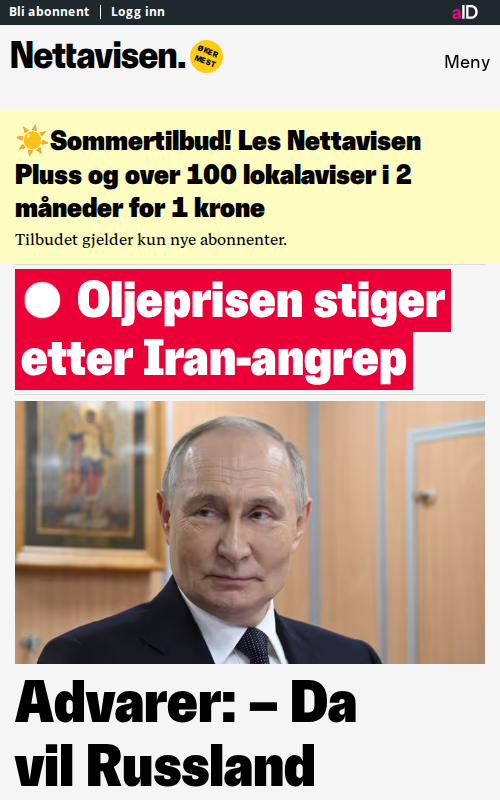 Bli abonnent | Logg inn
aID
Nettavisen.
ØKER
MEST
Meny
☀️Sommertilbud! Les Nettavisen
Pluss og over 100 lokalaviser i 2
måneder for 1 krone
Tilbudet gjelder kun nye abonnenter.
Oljeprisen stiger
etter Iran-angrep
Advarer: – Da
vil Russland